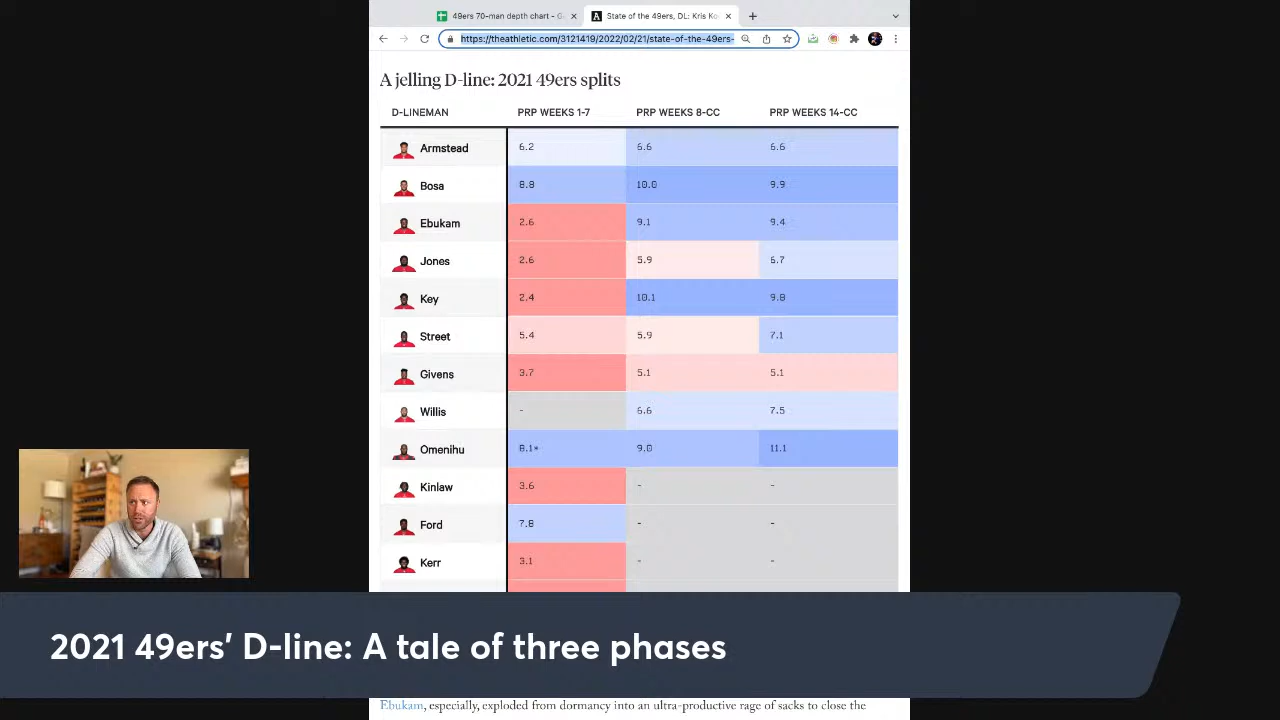 49ers 70-man depth chart - G
State of the 49ers, DL: Kris Ko
https://theathletic.com/3121419/2022/02/21/state-of-the-49ers-
A jelling D-line: 2021 49ers splits
D-LINEMAN PRP WEEKS 1-7 PRP WEEKS 8-CC PRP WEEKS 14-CC
Armstead 6.2 6.6 6.6
Bosa 8.8 10.0 9.9
Ebukam 2.6 9.1 9.4
Jones 2.6 5.9 6.7
Key 2.4 10.1 9.8
Street 5.4 5.9 7.1
Givens 3.7 5.1 5.1
Willis - 6.6 7.5
Omenihu 8.1* 9.0 11.1
Kinlaw 3.6 - -
Ford 7.8 - -
Kerr 3.1 - -
2021 49ers’ D-line: A tale of three phases
Ebukam, especially, exploded from dormancy into an ultra-productive rage of sacks to close the